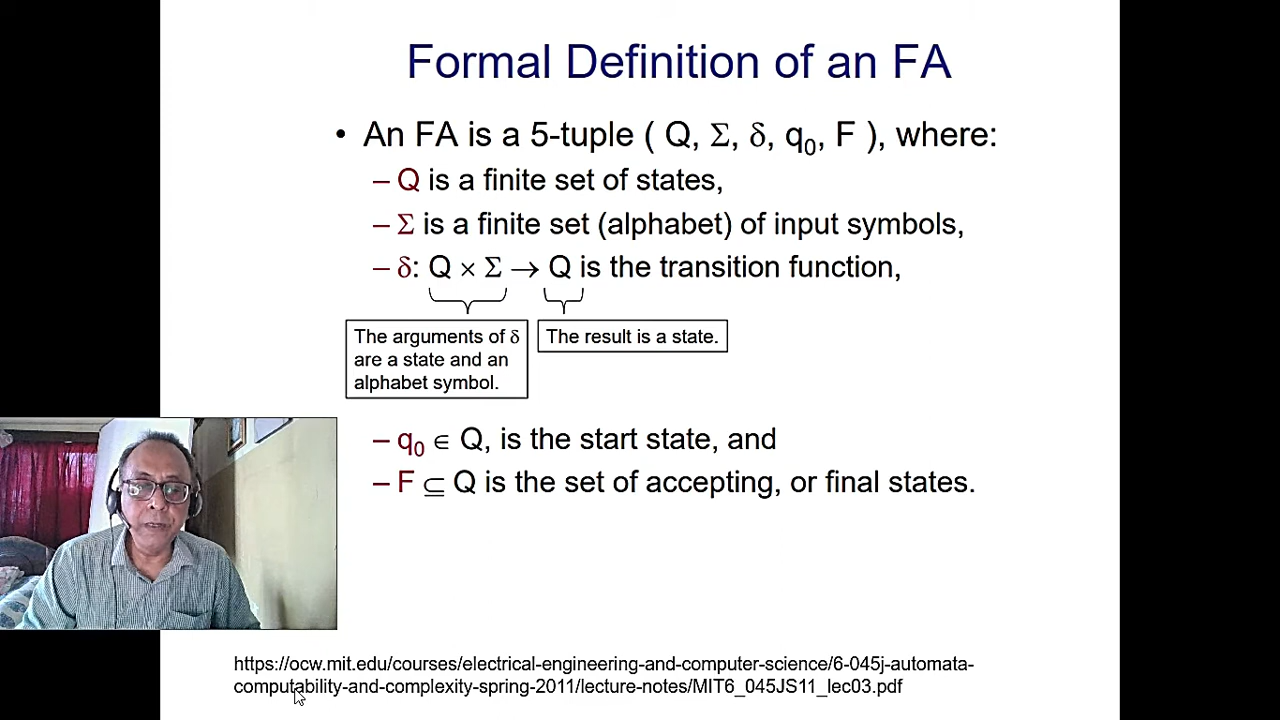 Formal Definition of an FA
• An FA is a 5-tuple ( Q, Σ, δ, q₀, F ), where:
– Q is a finite set of states,
– Σ is a finite set (alphabet) of input symbols,
– δ: Q × Σ → Q is the transition function,
The arguments of δ
are a state and an
alphabet symbol.
The result is a state.
– q₀ ∈ Q, is the start state, and
– F ⊆ Q is the set of accepting, or final states.
https://ocw.mit.edu/courses/electrical-engineering-and-computer-science/6-045j-automata-
computability-and-complexity-spring-2011/lecture-notes/MIT6_045JS11_lec03.pdf